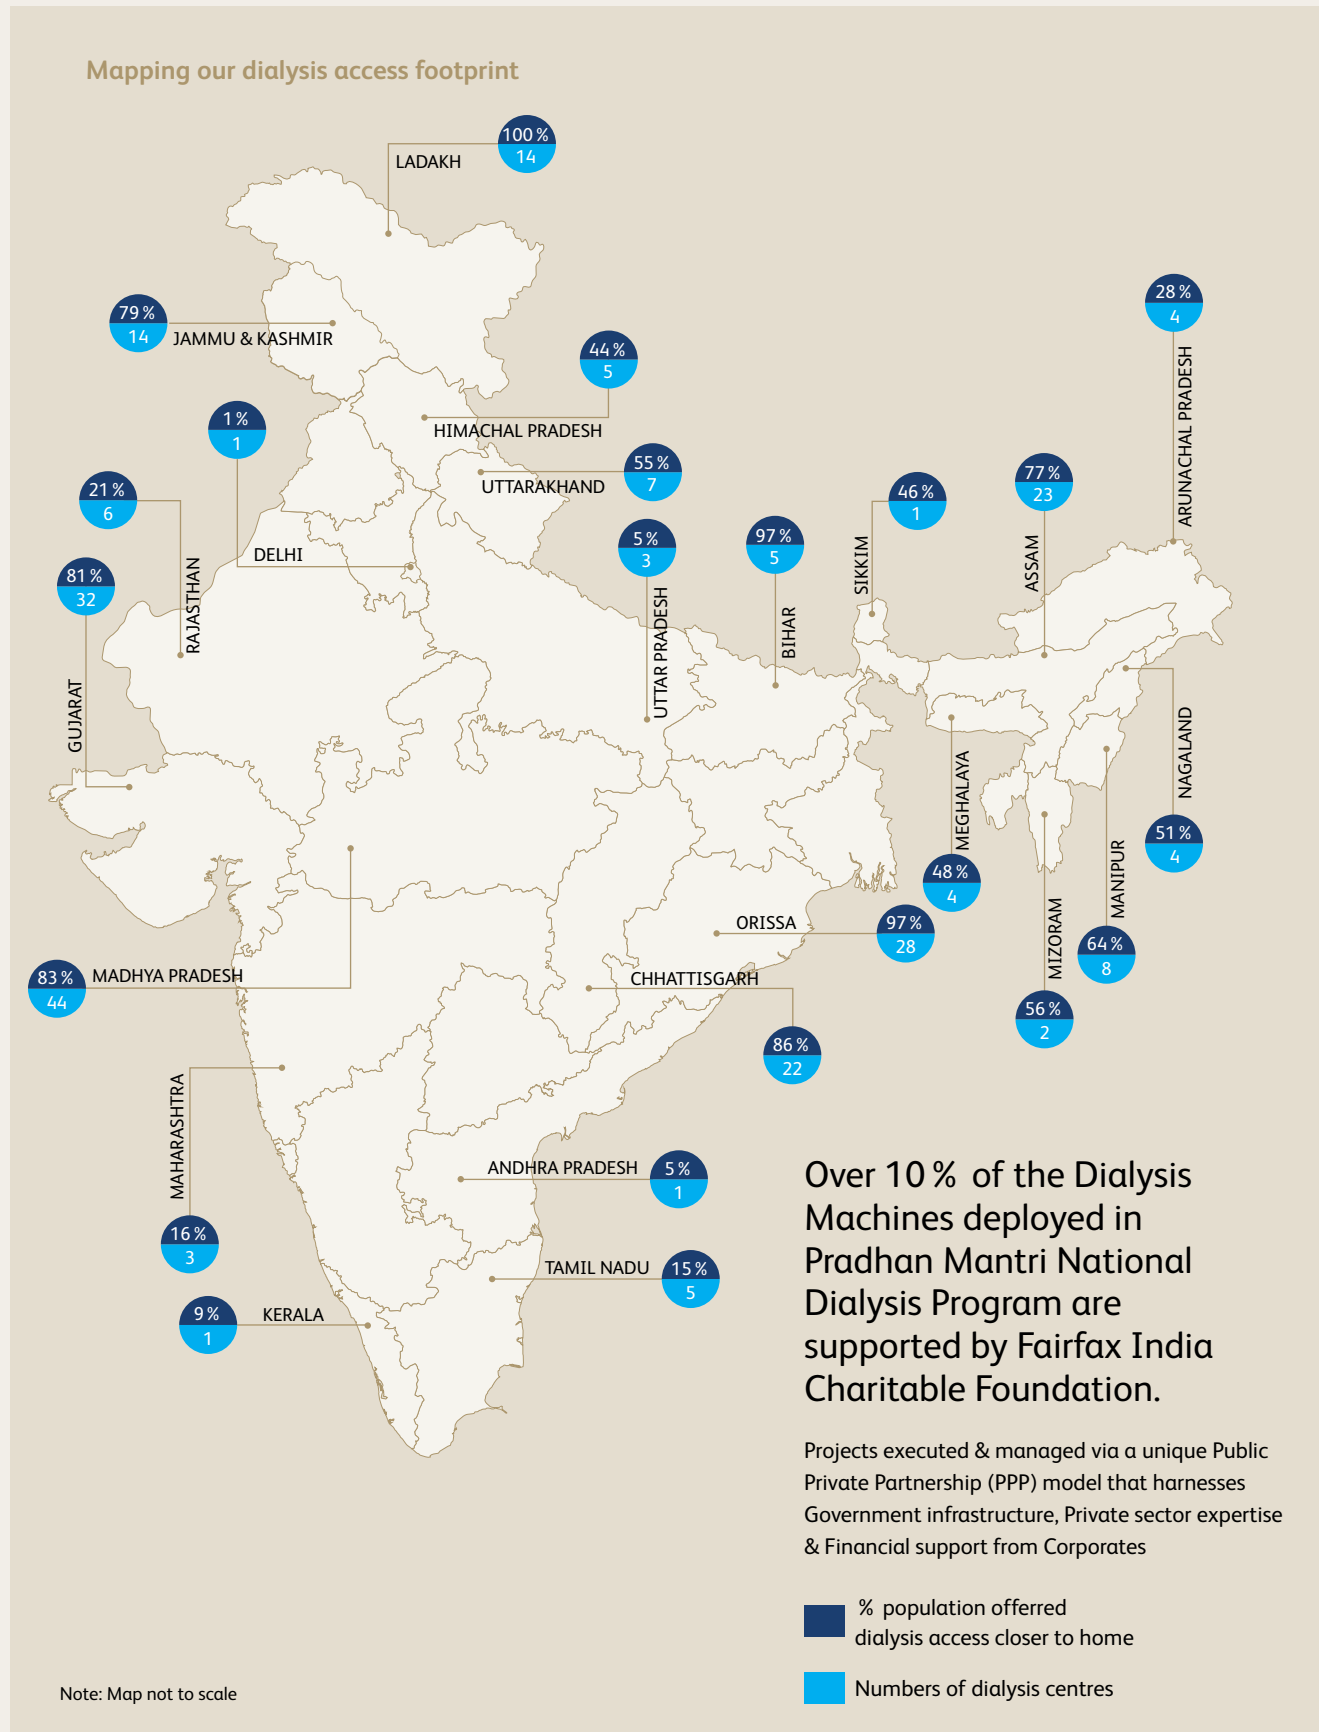 Mapping our dialysis access footprint
100 %
14
LADAKH
79 %
14
JAMMU & KASHMIR
28 %
4
ARUNACHAL PRADESH
44 %
5
HIMACHAL PRADESH
1 %
1
DELHI
55 %
7
UTTARAKHAND
21 %
6
RAJASTHAN
46 %
1
SIKKIM
77 %
23
ASSAM
5 %
3
UTTAR PRADESH
97 %
5
BIHAR
81 %
32
GUJARAT
NAGALAND
51 %
4
MEGHALAYA
48 %
4
MANIPUR
64 %
8
MIZORAM
56 %
2
ORISSA
97 %
28
83 %
44
MADHYA PRADESH
CHHATTISGARH
86 %
22
MAHARASHTRA
16 %
3
ANDHRA PRADESH
5 %
1
TAMIL NADU
15 %
5
9 %
1
KERALA
Over 10 % of the Dialysis
Machines deployed in
Pradhan Mantri National
Dialysis Program are
supported by Fairfax India
Charitable Foundation.
Projects executed & managed via a unique Public
Private Partnership (PPP) model that harnesses
Government infrastructure, Private sector expertise
& Financial support from Corporates
% population offerred
dialysis access closer to home
Numbers of dialysis centres
Note: Map not to scale